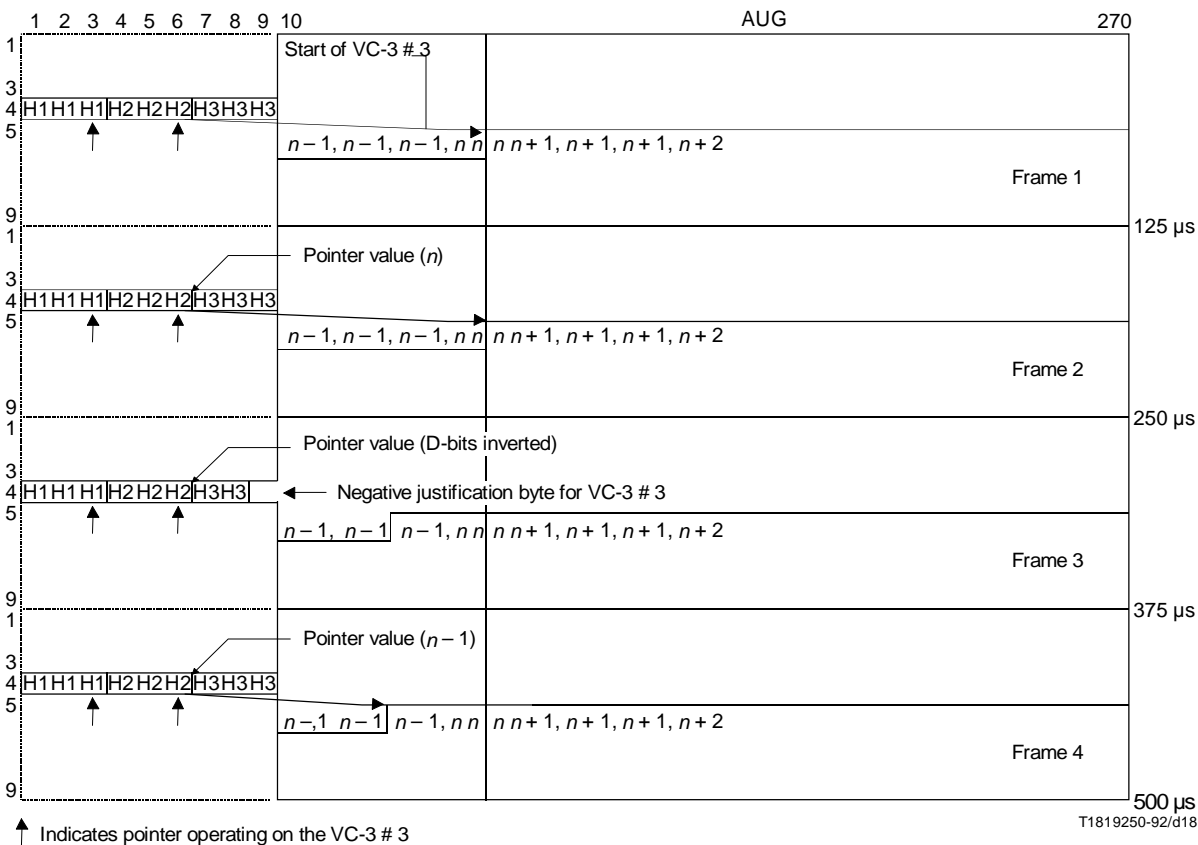 1 2 3 4 5 6 7 8 9 10 AUG 270
1
Start of VC-3 # 3
3
4 H1 H1 H1 H2 H2 H2 H3 H3 H3
5
n – 1, n – 1, n – 1, n n n n + 1, n + 1, n + 1, n + 2
Frame 1
9
125 µs
1
Pointer value (n)
3
4 H1 H1 H1 H2 H2 H2 H3 H3 H3
5
n – 1, n – 1, n – 1, n n n n + 1, n + 1, n + 1, n + 2
Frame 2
9
250 µs
1
Pointer value (D-bits inverted)
3
4 H1 H1 H1 H2 H2 H2 H3 H3
Negative justification byte for VC-3 # 3
5
n – 1, n – 1 n – 1, n n n n + 1, n + 1, n + 1, n + 2
Frame 3
9
375 µs
1
Pointer value (n – 1)
3
4 H1 H1 H1 H2 H2 H2 H3 H3 H3
5
n –,1 n – 1 n – 1, n n n n + 1, n + 1, n + 1, n + 2
Frame 4
9
500 µs
T1819250-92/d18
Indicates pointer operating on the VC-3 # 3